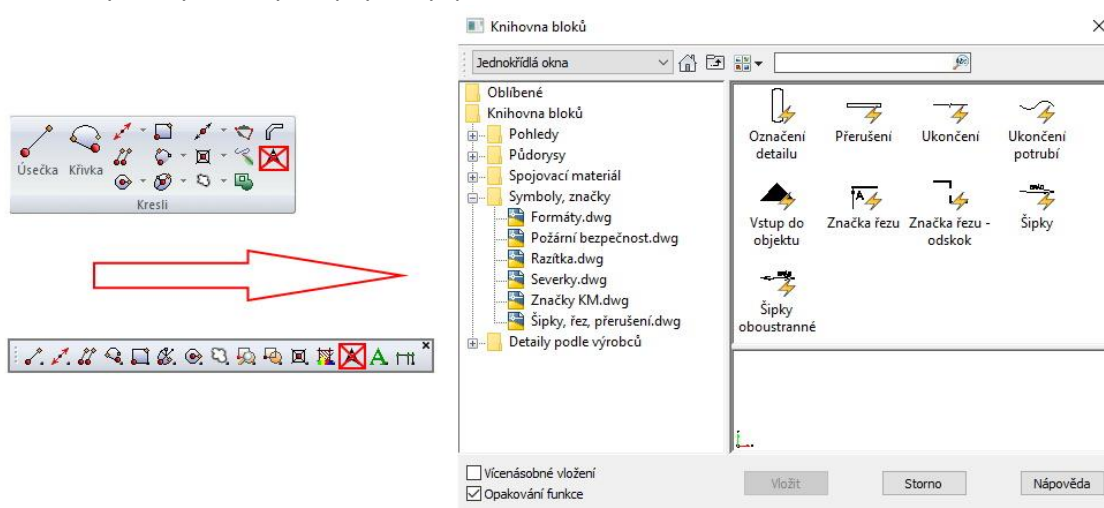 Knihovna bloků
Jednokřídlá okna
Oblíbené
Knihovna bloků
Pohledy
Půdorysy
Spojovací materiál
Symboly, značky
Formáty.dwg
Požární bezpečnost.dwg
Razítka.dwg
Severky.dwg
Značky KM.dwg
Šipky, řez, přerušení.dwg
Detaily podle výrobců
Označení
detailu
Přerušení
Ukončení
Ukončení
potrubí
Vstup do
objektu
Značka řezu
Značka řezu -
odskok
Šipky
Šipky
oboustranné
Vícenásobné vložení
Opakování funkce
Vložit
Storno
Nápověda
Úsečka
Křivka
Kresli